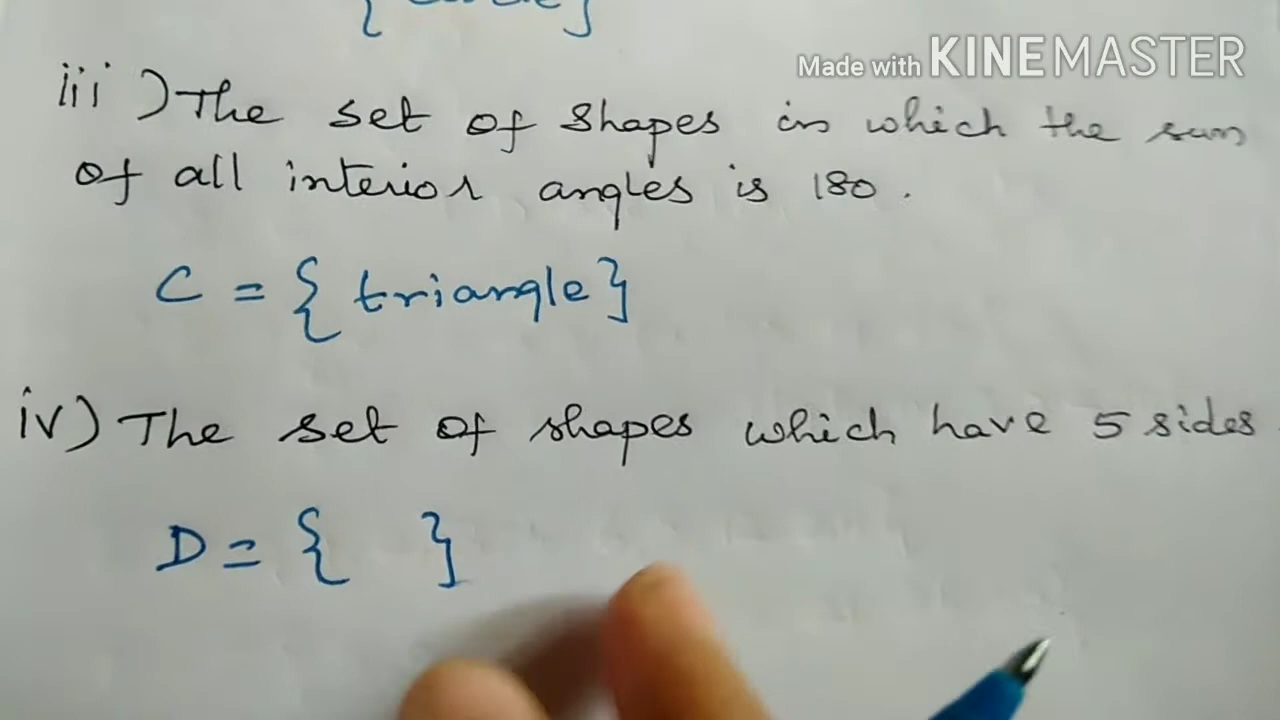 Made with KINEMASTER
iii) The set of shapes in which the sum
of all interior angles is 180.
C = { triangle }
iv) The set of shapes which have 5 sides.
D = { }